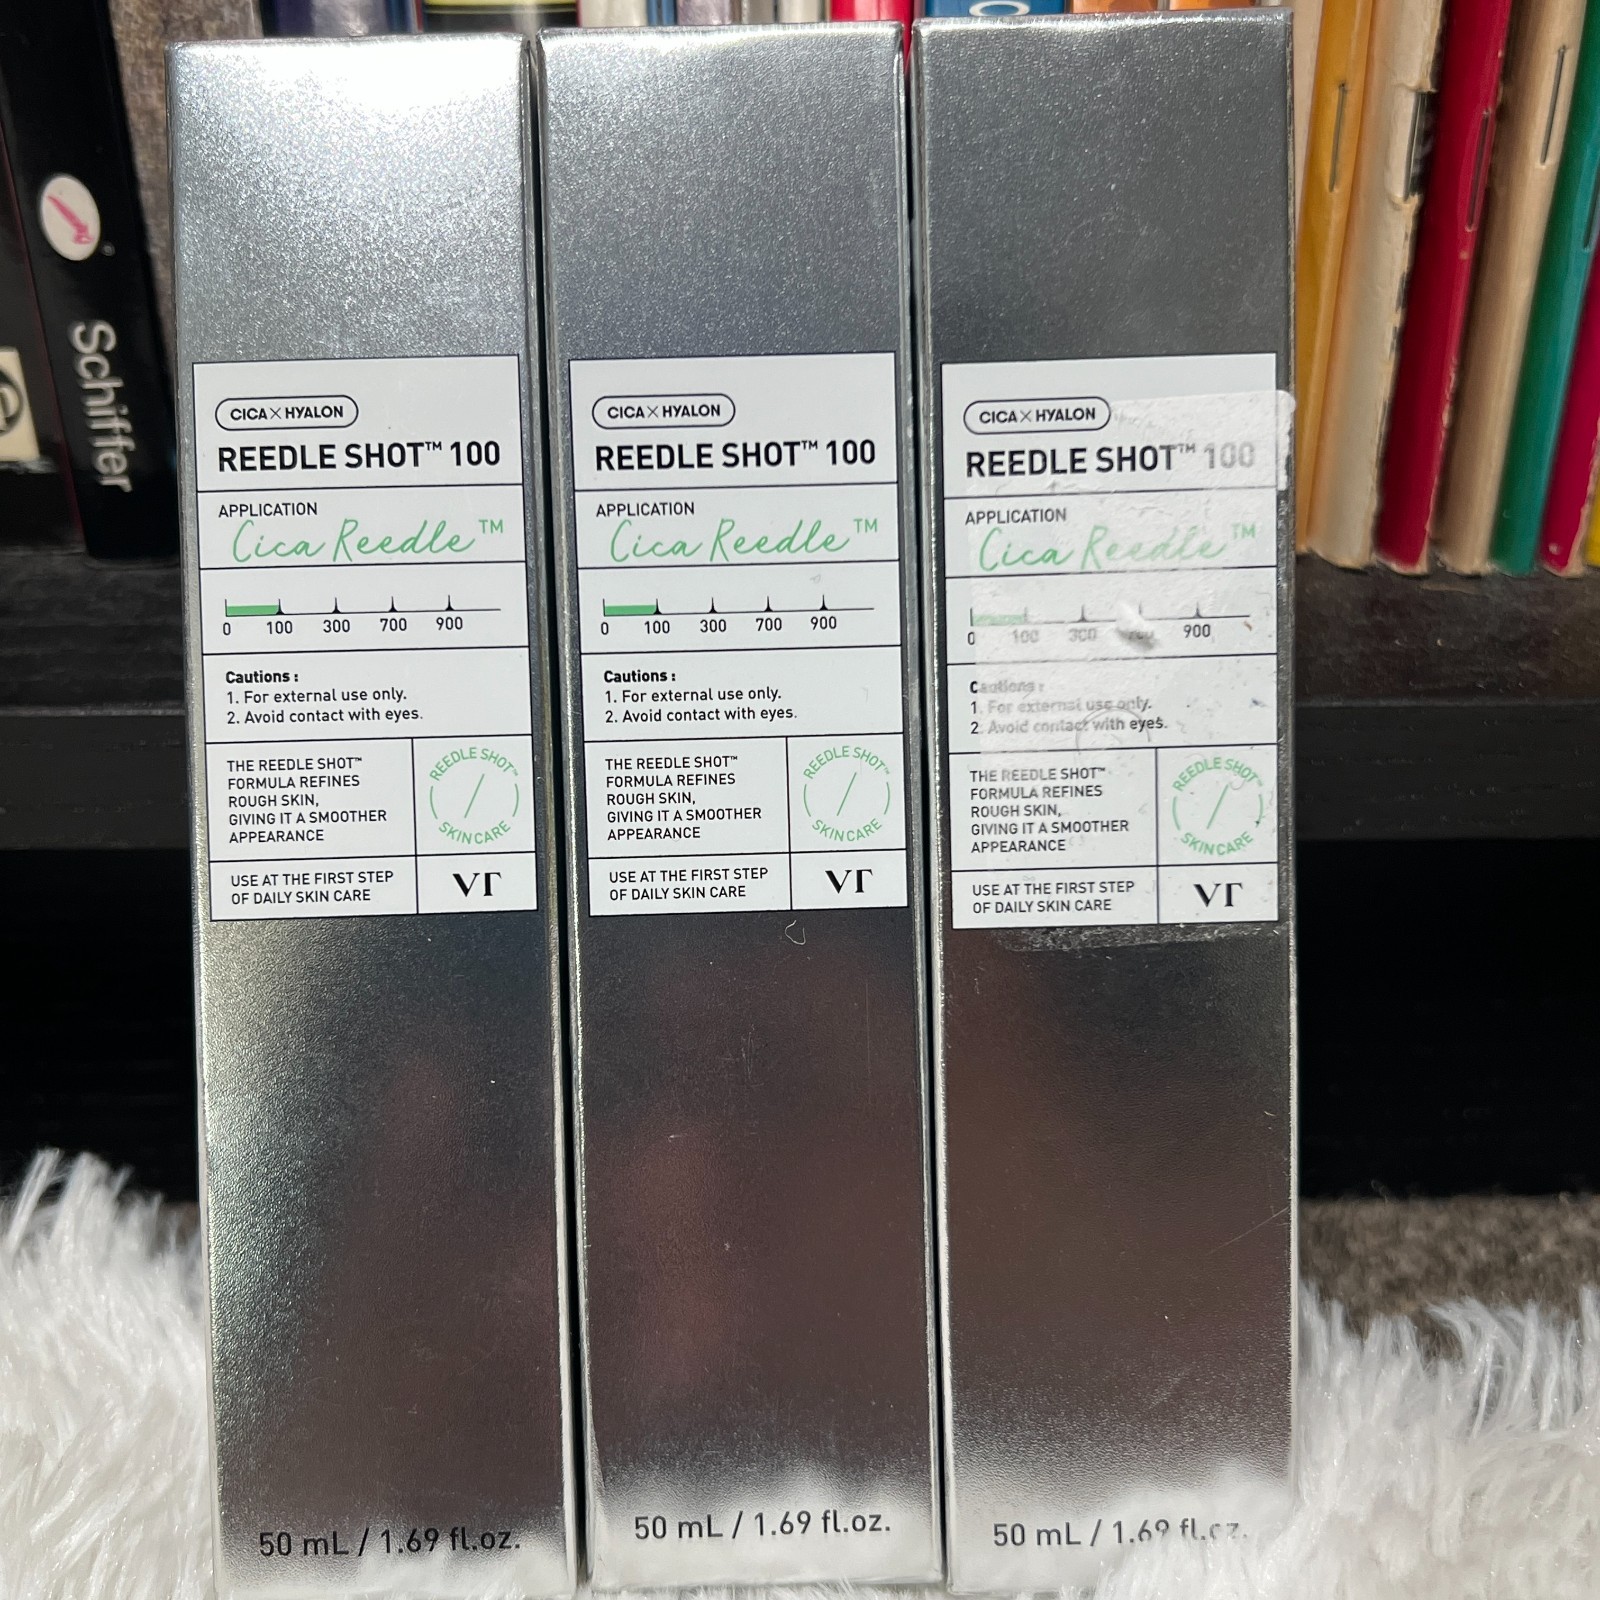 Schiffer
CICA×HYALON
REEDLE SHOT™ 100
APPLICATION
Cica Reedle™
0 100 300 700 900
Cautions :
1. For external use only.
2. Avoid contact with eyes.
THE REEDLE SHOT™
FORMULA REFINES
ROUGH SKIN,
GIVING IT A SMOOTHER
APPEARANCE
REEDLE SHOT™
SKIN CARE
USE AT THE FIRST STEP
OF DAILY SKIN CARE
VT
50 mL / 1.69 fl.oz.
CICA×HYALON
REEDLE SHOT™ 100
APPLICATION
Cica Reedle™
0 100 300 700 900
Cautions :
1. For external use only.
2. Avoid contact with eyes.
THE REEDLE SHOT™
FORMULA REFINES
ROUGH SKIN,
GIVING IT A SMOOTHER
APPEARANCE
REEDLE SHOT™
SKIN CARE
USE AT THE FIRST STEP
OF DAILY SKIN CARE
VT
50 mL / 1.69 fl.oz.
CICA×HYALON
REEDLE SHOT™ 100
APPLICATION
Cica Reedle™
0 100 300 700 900
Cautions :
1. For external use only.
2. Avoid contact with eyes.
THE REEDLE SHOT™
FORMULA REFINES
ROUGH SKIN,
GIVING IT A SMOOTHER
APPEARANCE
REEDLE SHOT™
SKIN CARE
USE AT THE FIRST STEP
OF DAILY SKIN CARE
VT
50 mL / 1.69 fl.oz.